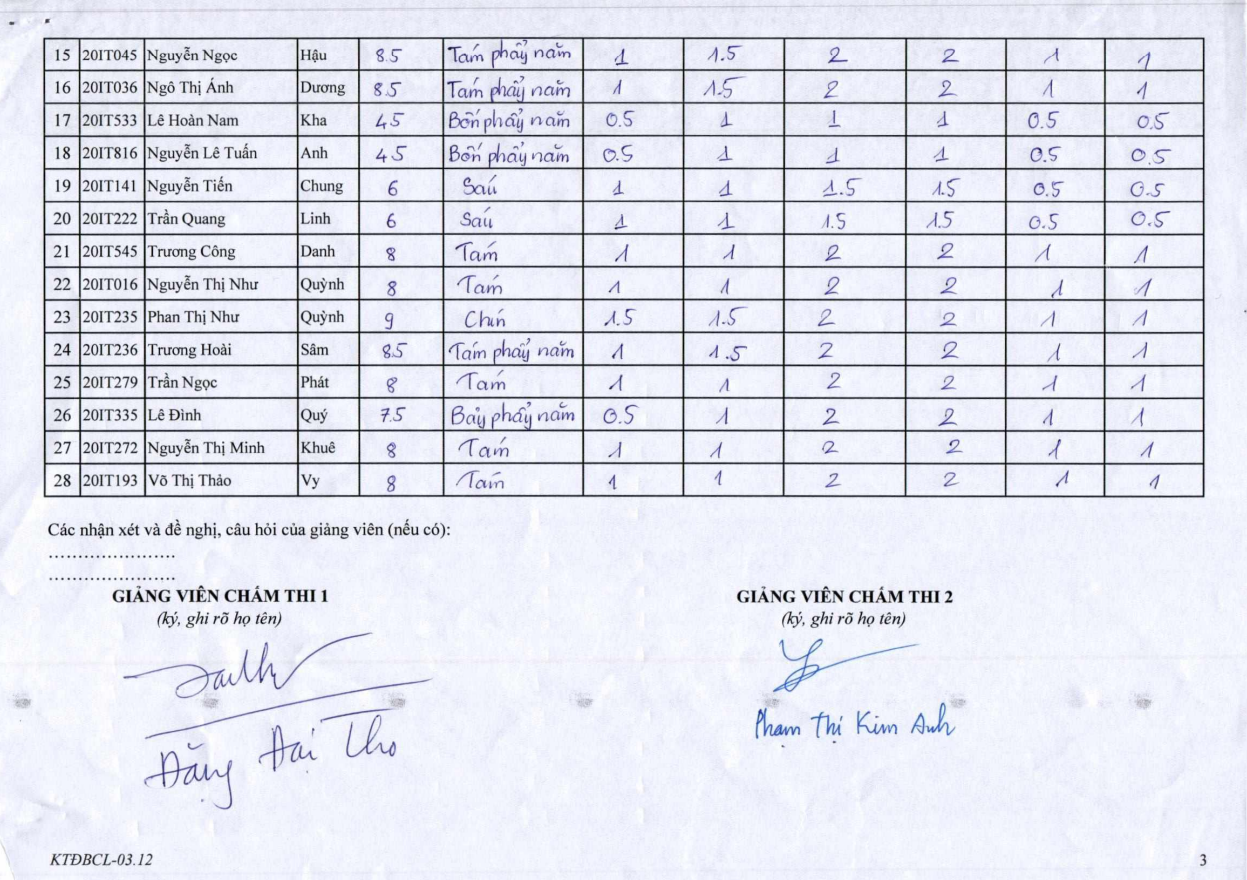 15 20IT045 Nguyễn Ngọc Hậu 8.5 Tám phẩy năm 1 1.5 2 2 1 1
16 20IT036 Ngô Thị Ánh Dương 8.5 Tám phẩy năm 1 1.5 2 2 1 1
17 20IT533 Lê Hoàn Nam Kha 4.5 Bốn phẩy năm 0.5 1 1 1 0.5 0.5
18 20IT816 Nguyễn Lê Tuấn Anh 4.5 Bốn phẩy năm 0.5 1 1 1 0.5 0.5
19 20IT141 Nguyễn Tiến Chung 6 Sáu 1 1 1.5 1.5 0.5 0.5
20 20IT222 Trần Quang Linh 6 Sáu 1 1 1.5 1.5 0.5 0.5
21 20IT545 Trương Công Danh 8 Tám 1 1 2 2 1 1
22 20IT016 Nguyễn Thị Như Quỳnh 8 Tám 1 1 2 2 1 1
23 20IT235 Phan Thị Như Quỳnh 9 Chín 1.5 1.5 2 2 1 1
24 20IT236 Trương Hoài Sâm 8.5 Tám phẩy năm 1 1.5 2 2 1 1
25 20IT279 Trần Ngọc Phát 8 Tám 1 1 2 2 1 1
26 20IT335 Lê Đình Quý 7.5 Bảy phẩy năm 0.5 1 2 2 1 1
27 20IT272 Nguyễn Thị Minh Khuê 8 Tám 1 1 2 2 1 1
28 20IT193 Võ Thị Thảo Vy 8 Tám 1 1 2 2 1 1
Các nhận xét và đề nghị, câu hỏi của giảng viên (nếu có):
......................
......................
GIẢNG VIÊN CHẤM THI 1 GIẢNG VIÊN CHẤM THI 2
(ký, ghi rõ họ tên) (ký, ghi rõ họ tên)
Đặng Đại Thọ Phạm Thị Kim Anh
KTĐBCL-03.12 3